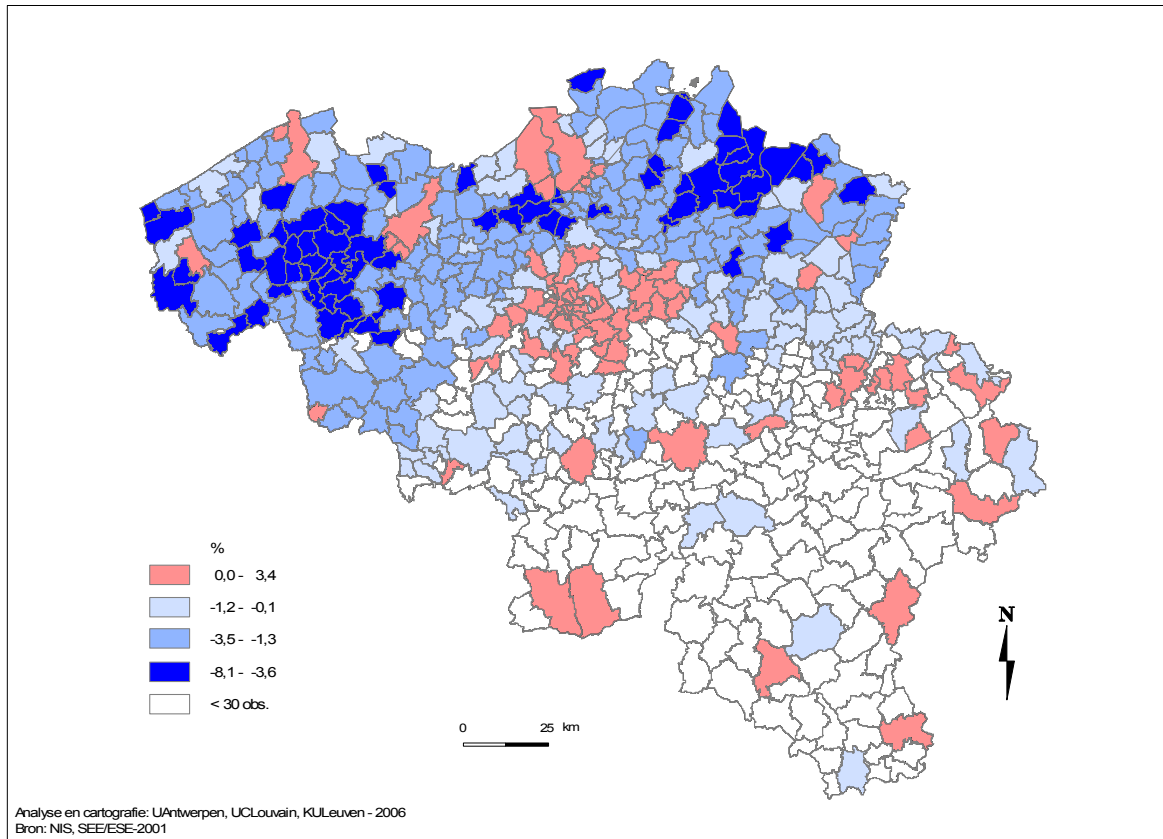 %
0,0 - 3,4
-1,2 - -0,1
-3,5 - -1,3
-8,1 - -3,6
< 30 obs.
0 25 km
N
Analyse en cartografie: UAntwerpen, UCLouvain, KULeuven - 2006
Bron: NIS, SEE/ESE-2001